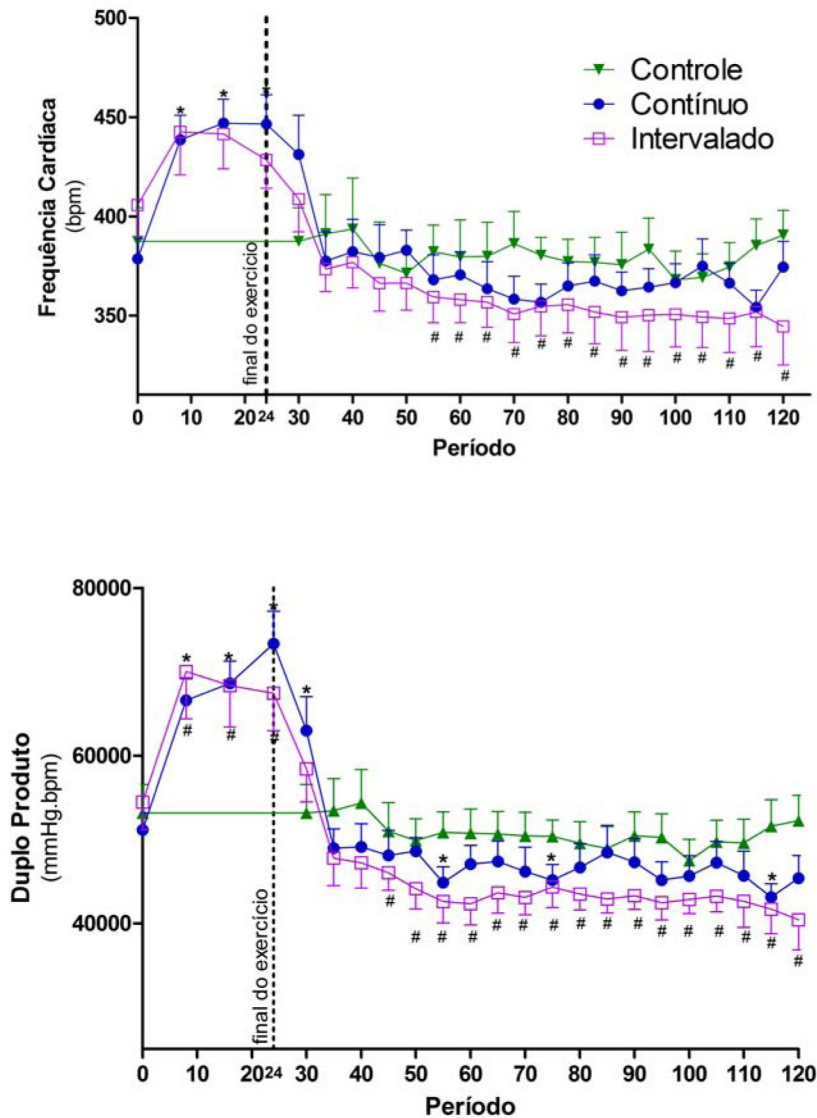 500
450
400
350
Frequência Cardíaca
(bpm)
Controle
Contínuo
Intervalado
* * *
final do exercício
# # # # # # # # # # # # # #
0 10 20 24 30 40 50 60 70 80 90 100 110 120
Período
80000
60000
40000
Duplo Produto
(mmHg.bpm)
* * * *
# # #
* * *
# # # # # # # # # # # # # # # #
final do exercício
0 10 20 24 30 40 50 60 70 80 90 100 110 120
Período